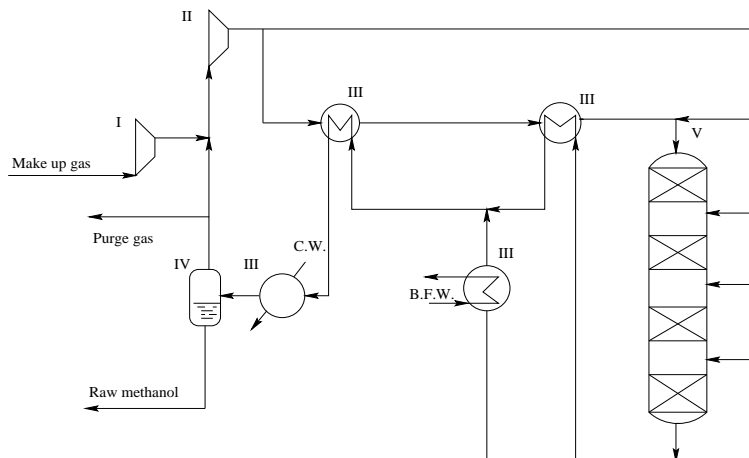 II
III
III
I
V
Make up gas
Purge gas
C.W.
IV
III
III
B.F.W.
Raw methanol